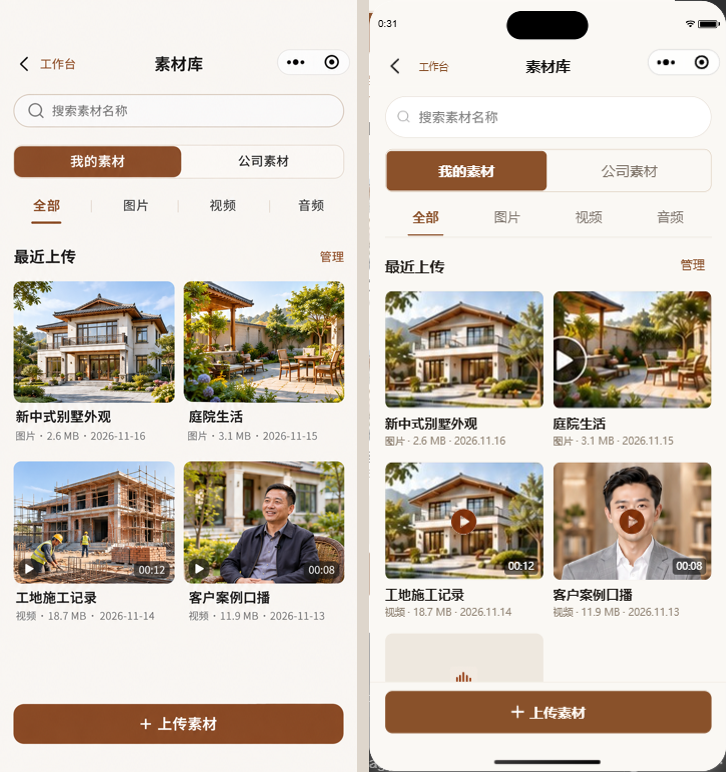 工作台
素材库
搜索素材名称
我的素材
公司素材
全部
图片
视频
音频
最近上传
管理
新中式别墅外观
图片・2.6 MB・2026-11-16
庭院生活
图片・3.1 MB・2026-11-15
00:12
00:08
工地施工记录
视频・18.7 MB・2026-11-14
客户案例口播
视频・11.9 MB・2026-11-13
+ 上传素材
0:31
工作台
素材库
搜索素材名称
我的素材
公司素材
全部
图片
视频
音频
最近上传
管理
新中式别墅外观
图片 · 2.6 MB · 2026.11.16
庭院生活
图片 · 3.1 MB · 2026.11.15
00:12
00:08
工地施工记录
视频 · 18.7 MB · 2026.11.14
客户案例口播
视频 · 11.9 MB · 2026.11.13
+ 上传素材